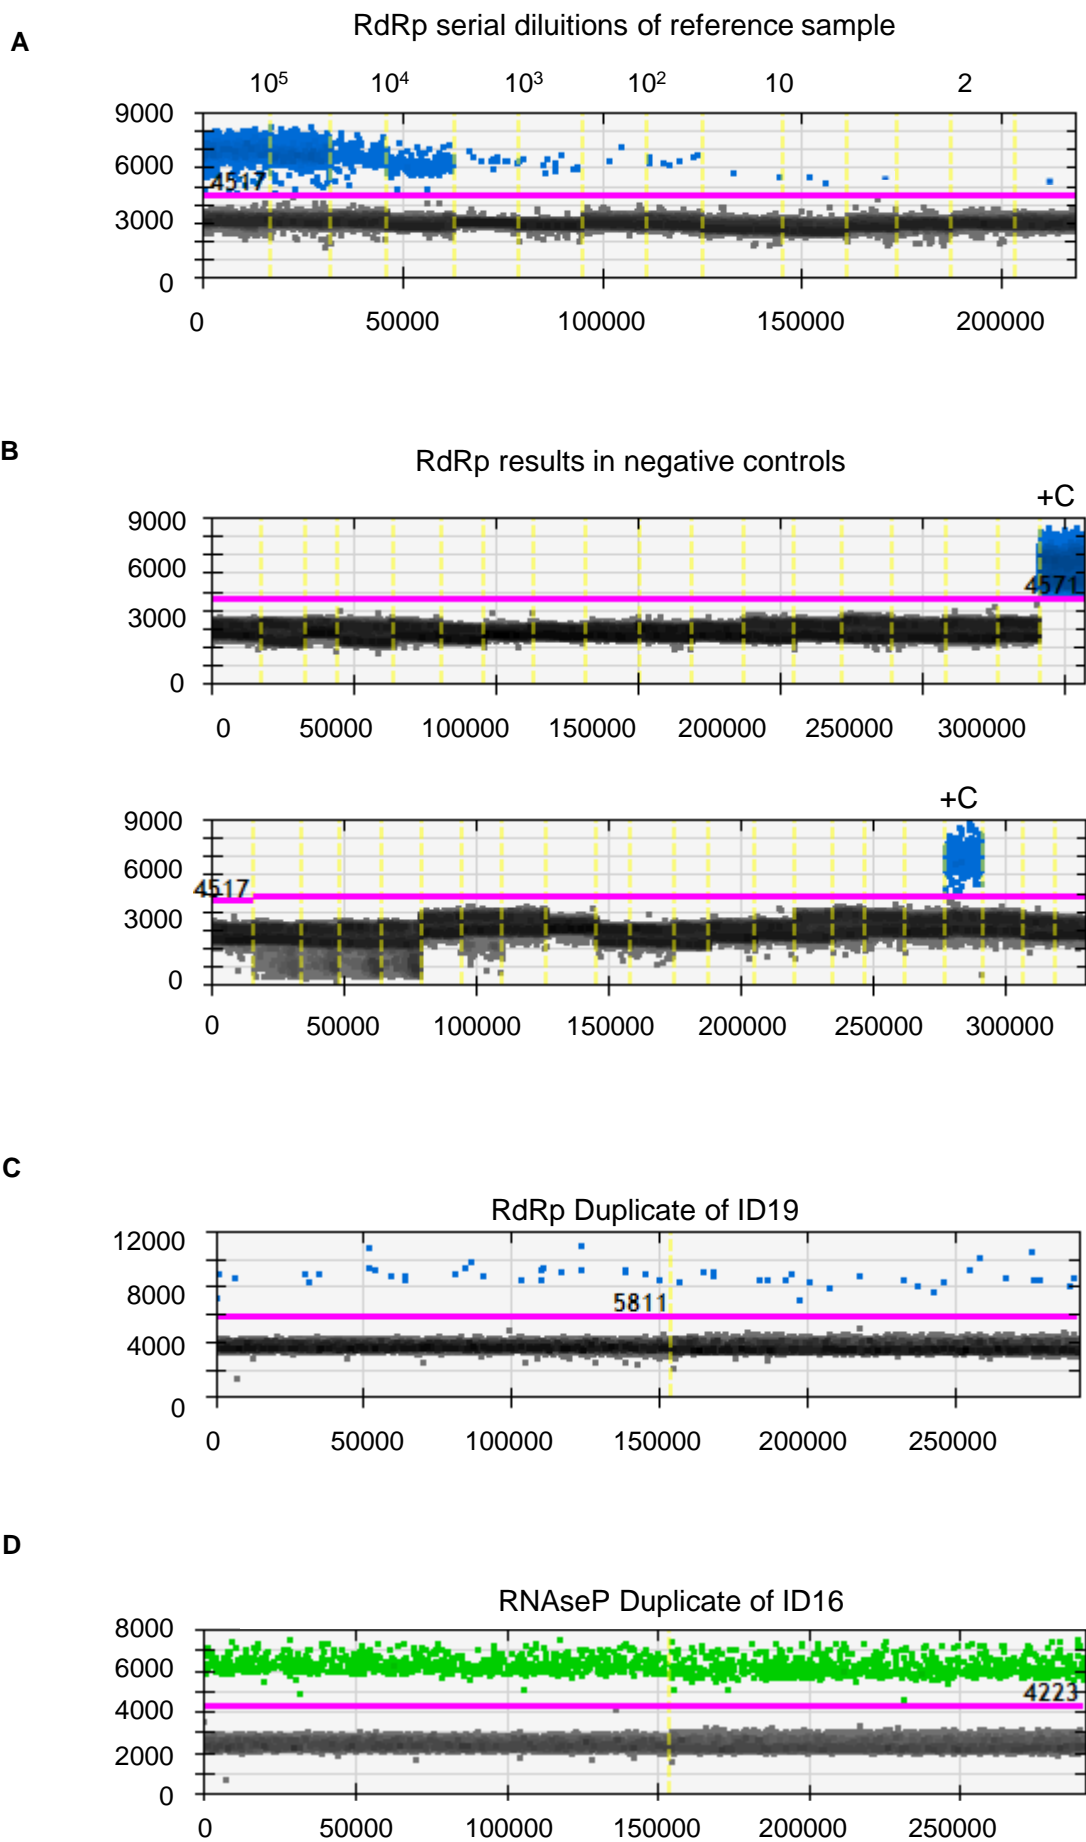 A
RdRp serial diluitions of reference sample
10⁵ 10⁴ 10³ 10² 10 2
9000
6000
4517
3000
0
0 50000 100000 150000 200000
B
RdRp results in negative controls
+C
9000
6000
4571
3000
0
0 50000 100000 150000 200000 250000 300000
+C
9000
6000
4517
3000
0
0 50000 100000 150000 200000 250000 300000
C
RdRp Duplicate of ID19
12000
8000
5811
4000
0
0 50000 100000 150000 200000 250000
D
RNAseP Duplicate of ID16
8000
6000
4223
4000
2000
0
0 50000 100000 150000 200000 250000